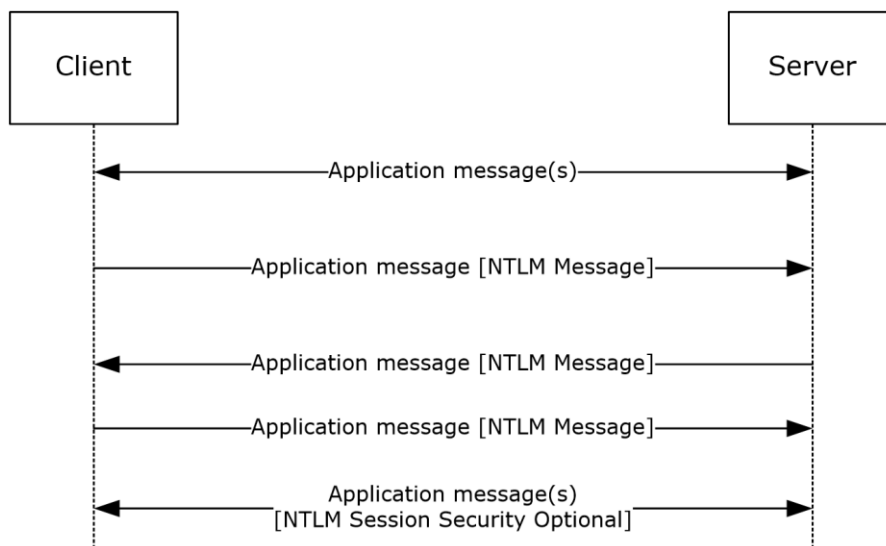 Client
Server
Application message(s)
Application message [NTLM Message]
Application message [NTLM Message]
Application message [NTLM Message]
Application message(s)
[NTLM Session Security Optional]